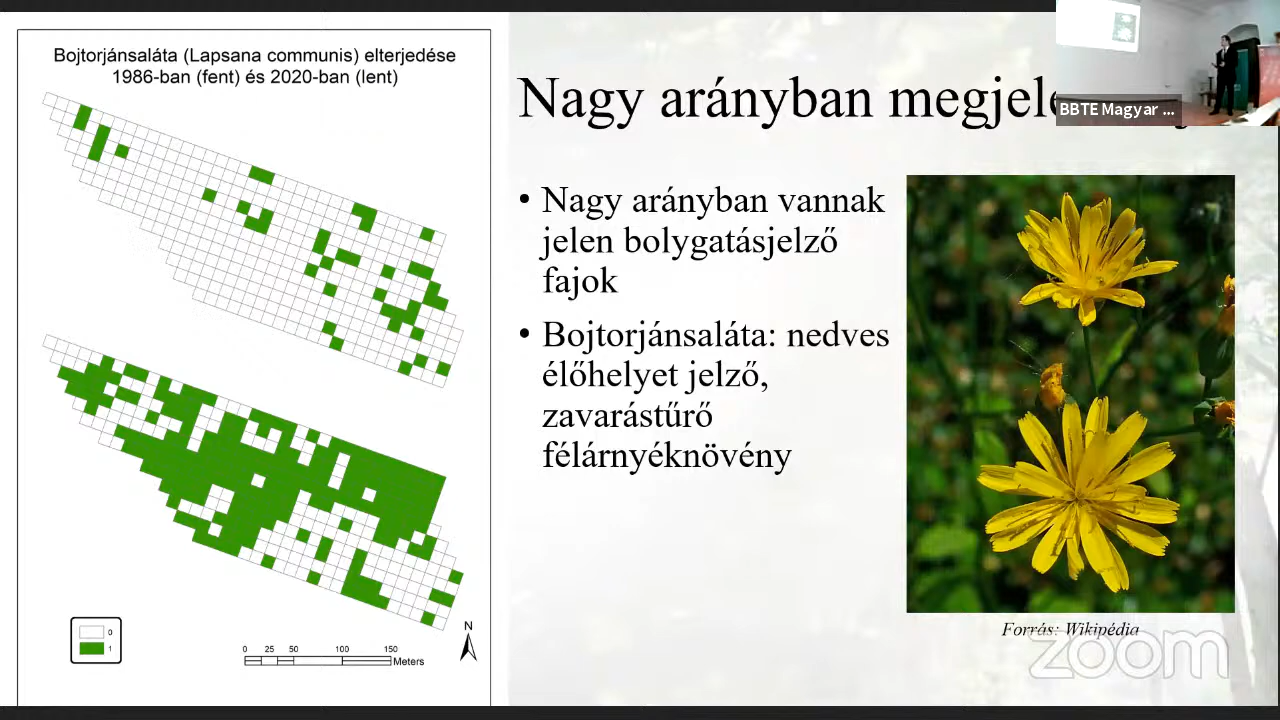 Bojtorjánsaláta (Lapsana communis) elterjedése
1986-ban (fent) és 2020-ban (lent)
0
1
0 25 50 100 150
Meters
N
Nagy arányban
• Nagy arányban vannak
jelen bolygatásjelző
fajok
• Bojtorjánsaláta: nedves
élőhelyet jelző,
zavarástűrő
félárnyéknövény
Forrás: Wikipédia
BBTE Magyar ...
zoom